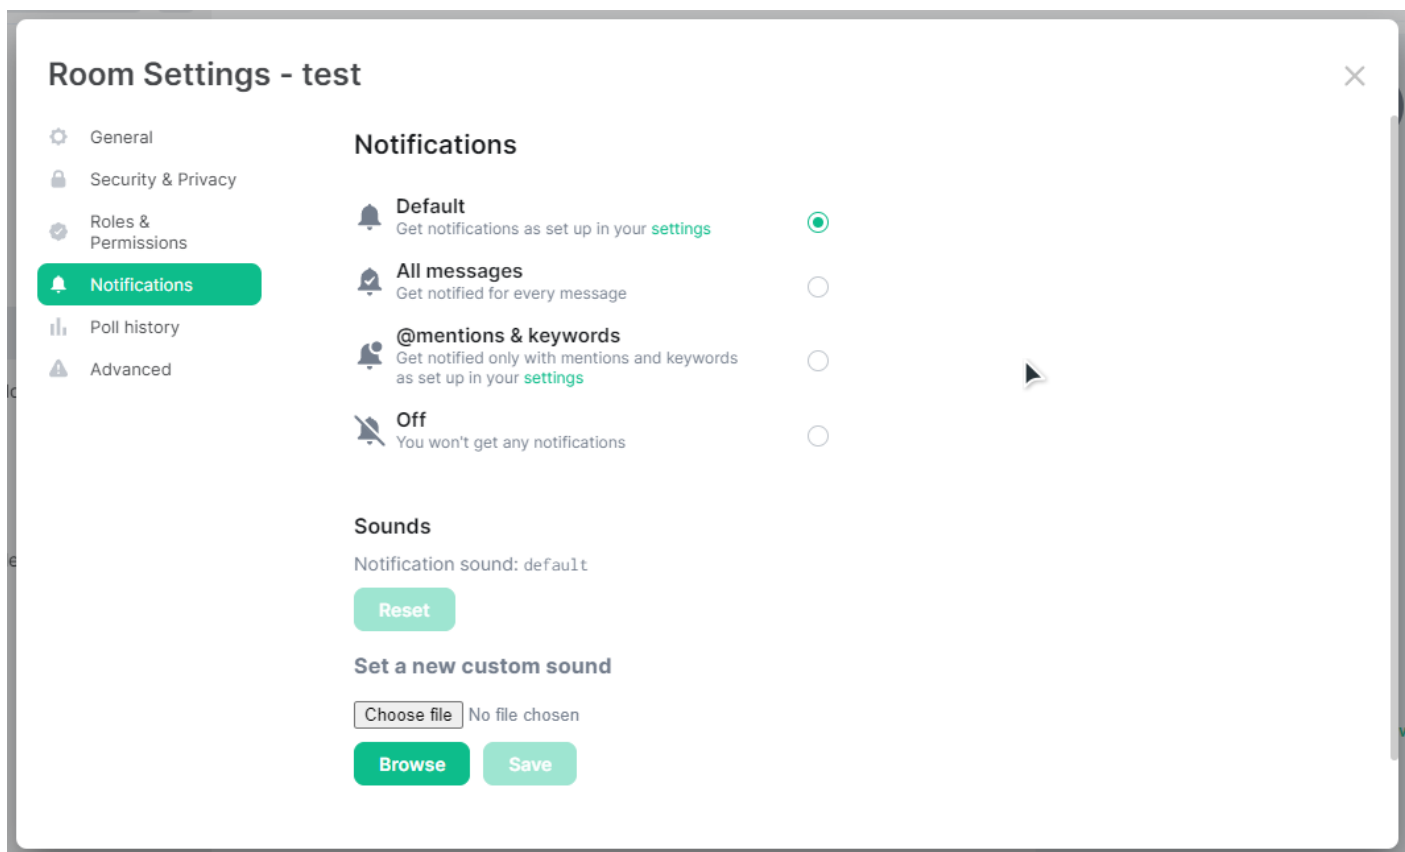 Room Settings - test
General
Security & Privacy
Roles &
Permissions
Notifications
Poll history
Advanced
Notifications
Default
Get notifications as set up in your settings
All messages
Get notified for every message
@mentions & keywords
Get notified only with mentions and keywords
as set up in your settings
Off
You won't get any notifications
Sounds
Notification sound: default
Reset
Set a new custom sound
Choose file No file chosen
Browse Save